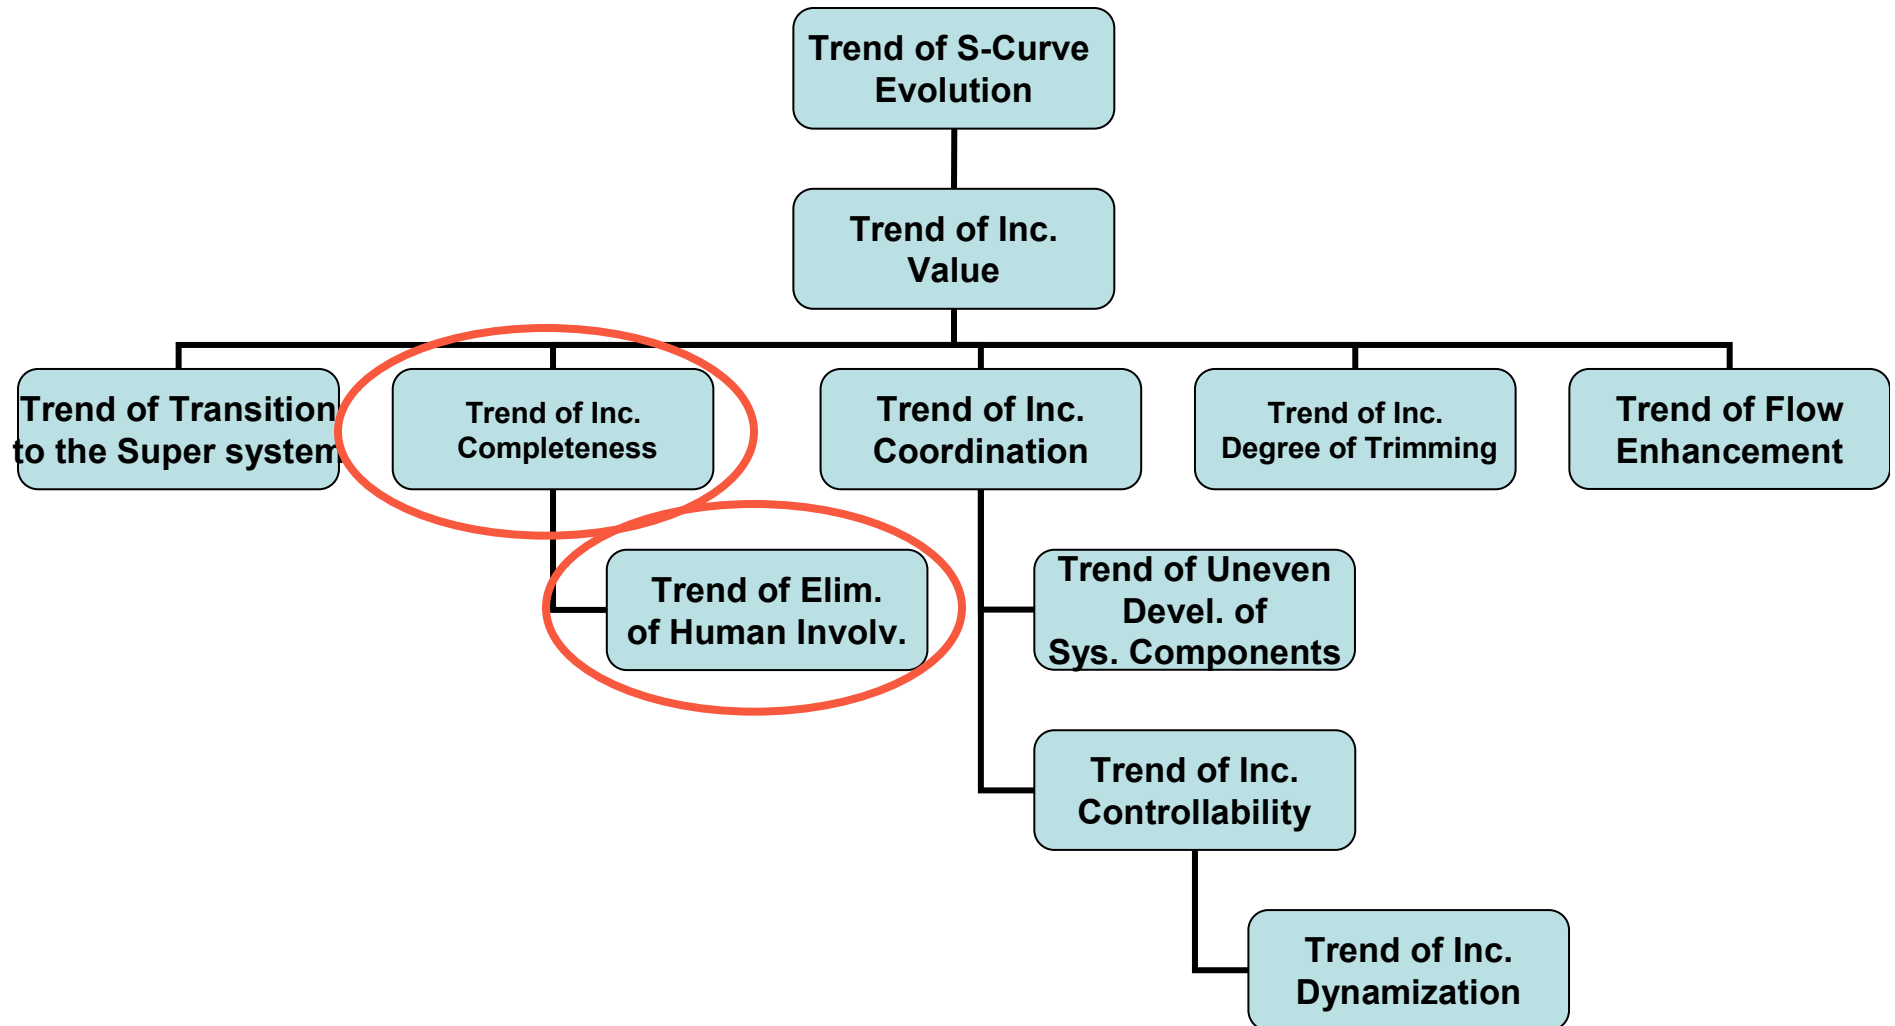 Trend of S-Curve
Evolution
Trend of Inc.
Value
Trend of Transition
to the Super system
Trend of Inc.
Completeness
Trend of Inc.
Coordination
Trend of Inc.
Degree of Trimming
Trend of Flow
Enhancement
Trend of Elim.
of Human Involv.
Trend of Uneven
Devel. of
Sys. Components
Trend of Inc.
Controllability
Trend of Inc.
Dynamization